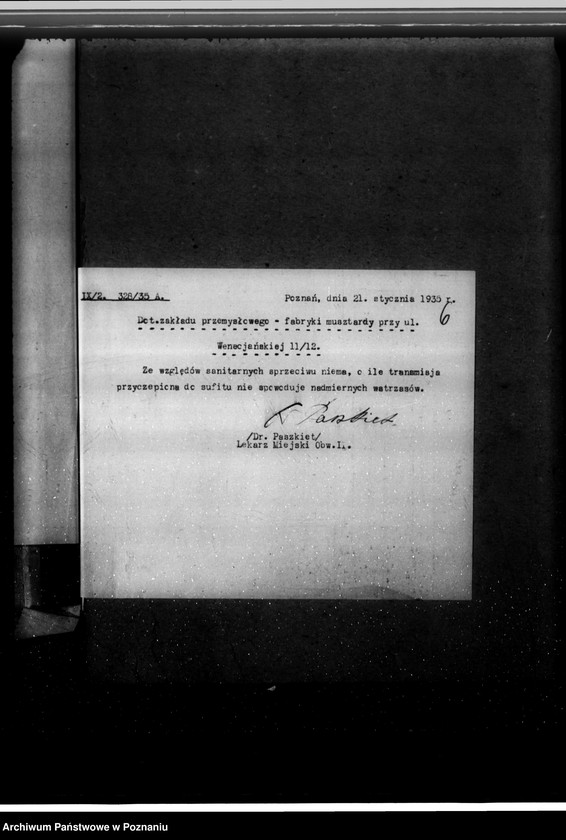 IX/2. 328/35 A.
Poznań, dnia 21. stycznia 1935 r.
6
Dot.zakładu przemysłowego - fabryki musztardy przy ul.
Wenecjańskiej 11/12.
Ze względów sanitarnych sprzeciwu niema, o ile transmisja
przyczepiona do sufitu nie spowoduje nadmiernych wstrząsów.
K Paszkiet
/Dr. Paszkiet/
Lekarz Miejski Obw.II.
Archiwum Państwowe w Poznaniu